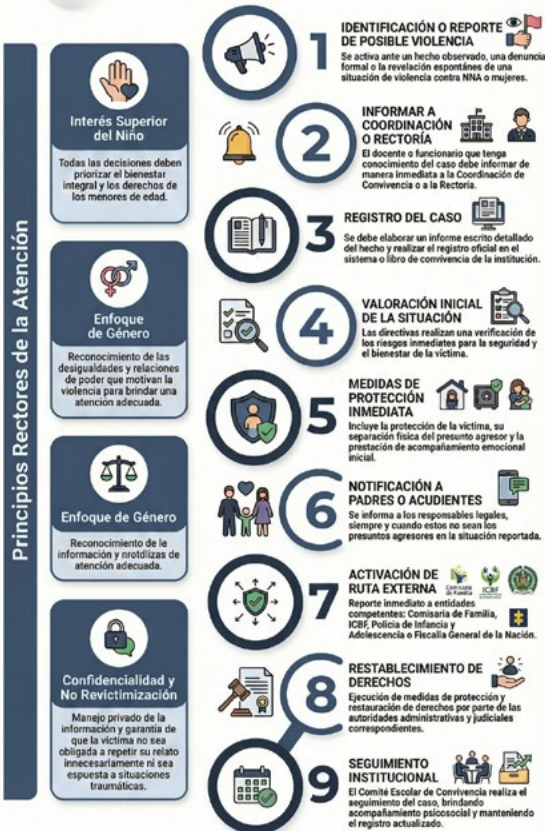 Principios Rectores de la Atención
Interés Superior
del Niño
Todas las decisiones deben
priorizar el bienestar
integral y los derechos de
los menores de edad.
Enfoque
de Género
Reconocimiento de las
desigualdades y relaciones
de poder que motivan la
violencia para brindar una
atención adecuada.
Enfoque de Género
Reconocimiento de le
información y nrotdlizas de
atención adecuada.
Confidencialidad y
No Revictimización
Manejo privado de la
información y garantía de
que la víctima no sea
obligada a repetir su relato
innecesariamente ni sea
espuesta a situaciones
traumáticas.
1
IDENTIFICACIÓN O REPORTE
DE POSIBLE VIOLENCIA
Se activa ante un hecho observado, una denuncia
formal o la revelación espontánes de una
situación de violencia contra NNA o mujeres.
2
INFORMAR A
COORDINACIÓN
O RECTORÍA
El docente o funcionario que tenga
conocimiento del caso debe informar de
manera inmediata a la Coordinación de
Convivencia o a la Rectoría.
3
REGISTRO DEL CASO
Se debe elaborar un informe escrito detallado
del hecho y realizar el registro oficial en el
sistema o libro de convivencia de la institución.
4
VALORACIÓN INICIAL
DE LA SITUACIÓN
Las directivas realizan una verificación de
los riesgos inmediatos para la seguridad y
el bienestar de la víctima.
5
MEDIDAS DE
PROTECCIÓN
INMEDIATA
Incluye la protección de la víctima, su
separación física del presunto agresor y la
prestación de acompañamiento emocional
inicial.
6
NOTIFICACIÓN A
PADRES O ACUDIENTES
Se informa a los responsables legales,
siempre y cuando estos no sean los
presuntos agresores en la situación reportada.
7
ACTIVACIÓN DE
RUTA EXTERNA
de Familia
ICBF
Reporte inmediato a entidades
competentes: Comisaria de Familia,
ICBF, Policia de Infancia y
Adolescencia o Fiscalia General de la Nación.
8
RESTABLECIMIENTO DE
DERECHOS
Ejecución de medidas de protección y
restauración de derechos por parte de las
autoridades administrativas y judiciales
correspondientes.
9
SEGUIMIENTO
INSTITUCIONAL
El Comité Escolar de Convivencia realiza el
aeguimiento del caso, brindando
acompañamiento psicosocial y manteniendo
el registro actualizado.